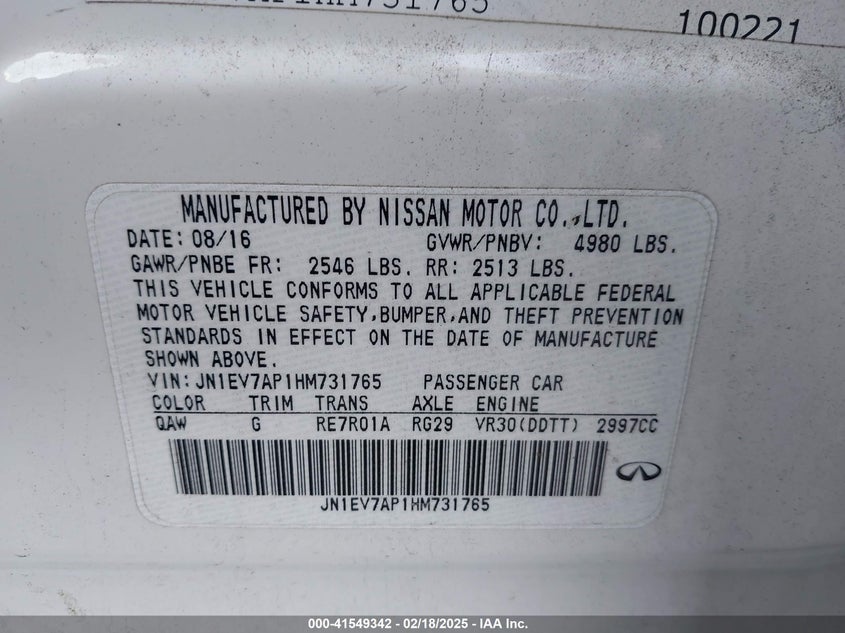 731765
100221
MANUFACTURED BY NISSAN MOTOR CO.,LTD.
DATE: 08/16 GVWR/PNBV: 4980 LBS.
GAWR/PNBE FR: 2546 LBS. RR: 2513 LBS.
THIS VEHICLE CONFORMS TO ALL APPLICABLE FEDERAL
MOTOR VEHICLE SAFETY,BUMPER,AND THEFT PREVENTION
STANDARDS IN EFFECT ON THE DATE OF MANUFACTURE
SHOWN ABOVE.
VIN:JN1EV7AP1HM731765 PASSENGER CAR
COLOR TRIM TRANS AXLE ENGINE
QAW G RE7R01A RG29 VR30(DDTT) 2997CC
JN1EV7AP1HM731765
000-41549342 - 02/18/2025 - IAA Inc.